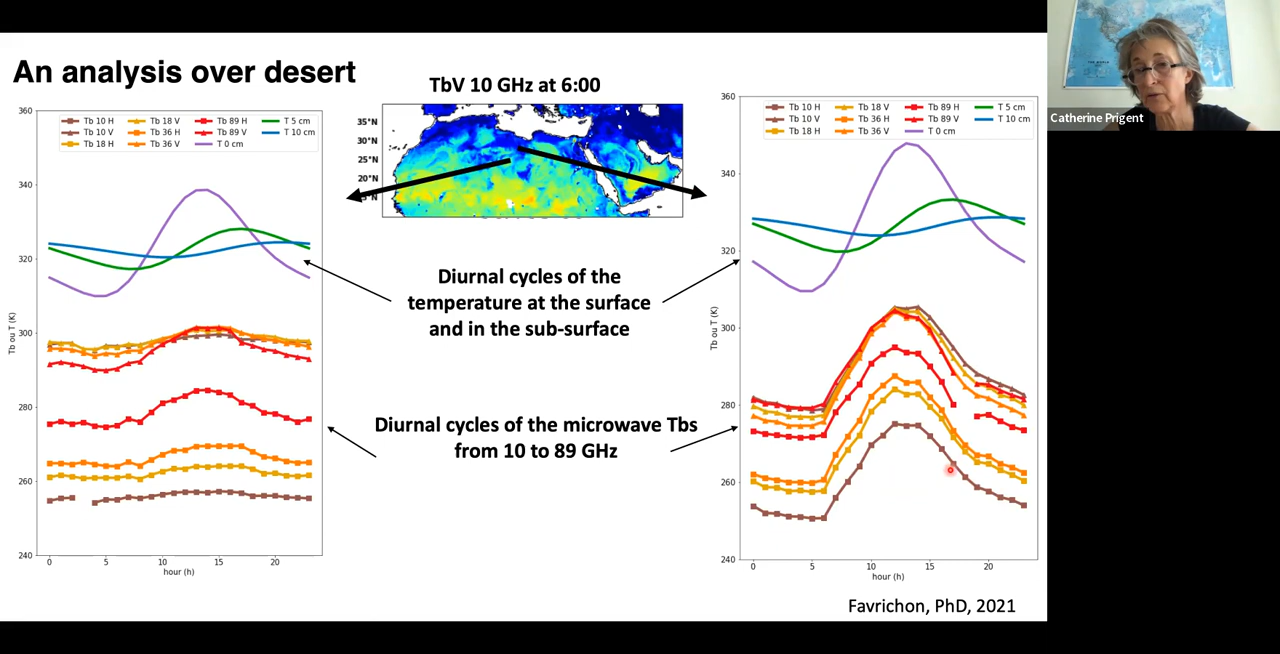 An analysis over desert
TbV 10 GHz at 6:00
Catherine Prigent
360
340
320
300
280
260
240
Tb ou T (K)
Tb 10 H
Tb 10 V
Tb 18 H
Tb 18 V
Tb 36 H
Tb 36 V
Tb 89 H
Tb 89 V
T 0 cm
T 5 cm
T 10 cm
0
5
10
15
20
hour (h)
35°N
30°N
25°N
20°N
Diurnal cycles of the
temperature at the surface
and in the sub-surface
Diurnal cycles of the microwave Tbs
from 10 to 89 GHz
360
340
320
300
280
260
240
Tb ou T (K)
Tb 10 H
Tb 10 V
Tb 18 H
Tb 18 V
Tb 36 H
Tb 36 V
Tb 89 H
Tb 89 V
T 0 cm
T 5 cm
T 10 cm
0
5
10
15
20
hour (h)
Favrichon, PhD, 2021